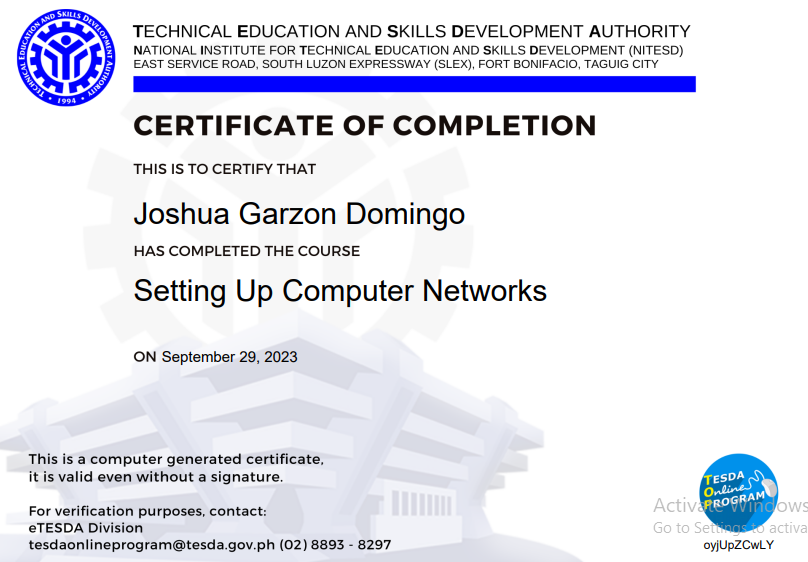 TECHNICAL EDUCATION AND SKILLS DEVELOPMENT AUTHORITY
• 1994 •
TECHNICAL EDUCATION AND SKILLS DEVELOPMENT AUTHORITY
NATIONAL INSTITUTE FOR TECHNICAL EDUCATION AND SKILLS DEVELOPMENT (NITESD)
EAST SERVICE ROAD, SOUTH LUZON EXPRESSWAY (SLEX), FORT BONIFACIO, TAGUIG CITY
CERTIFICATE OF COMPLETION
THIS IS TO CERTIFY THAT
Joshua Garzon Domingo
HAS COMPLETED THE COURSE
Setting Up Computer Networks
ON September 29, 2023
This is a computer generated certificate,
it is valid even without a signature.
For verification purposes, contact:
eTESDA Division
tesdaonlineprogram@tesda.gov.ph (02) 8893 - 8297
TESDA
Online
PROGRAM
Activate Windows
Go to Settings to activa
oyjUpZCwLY